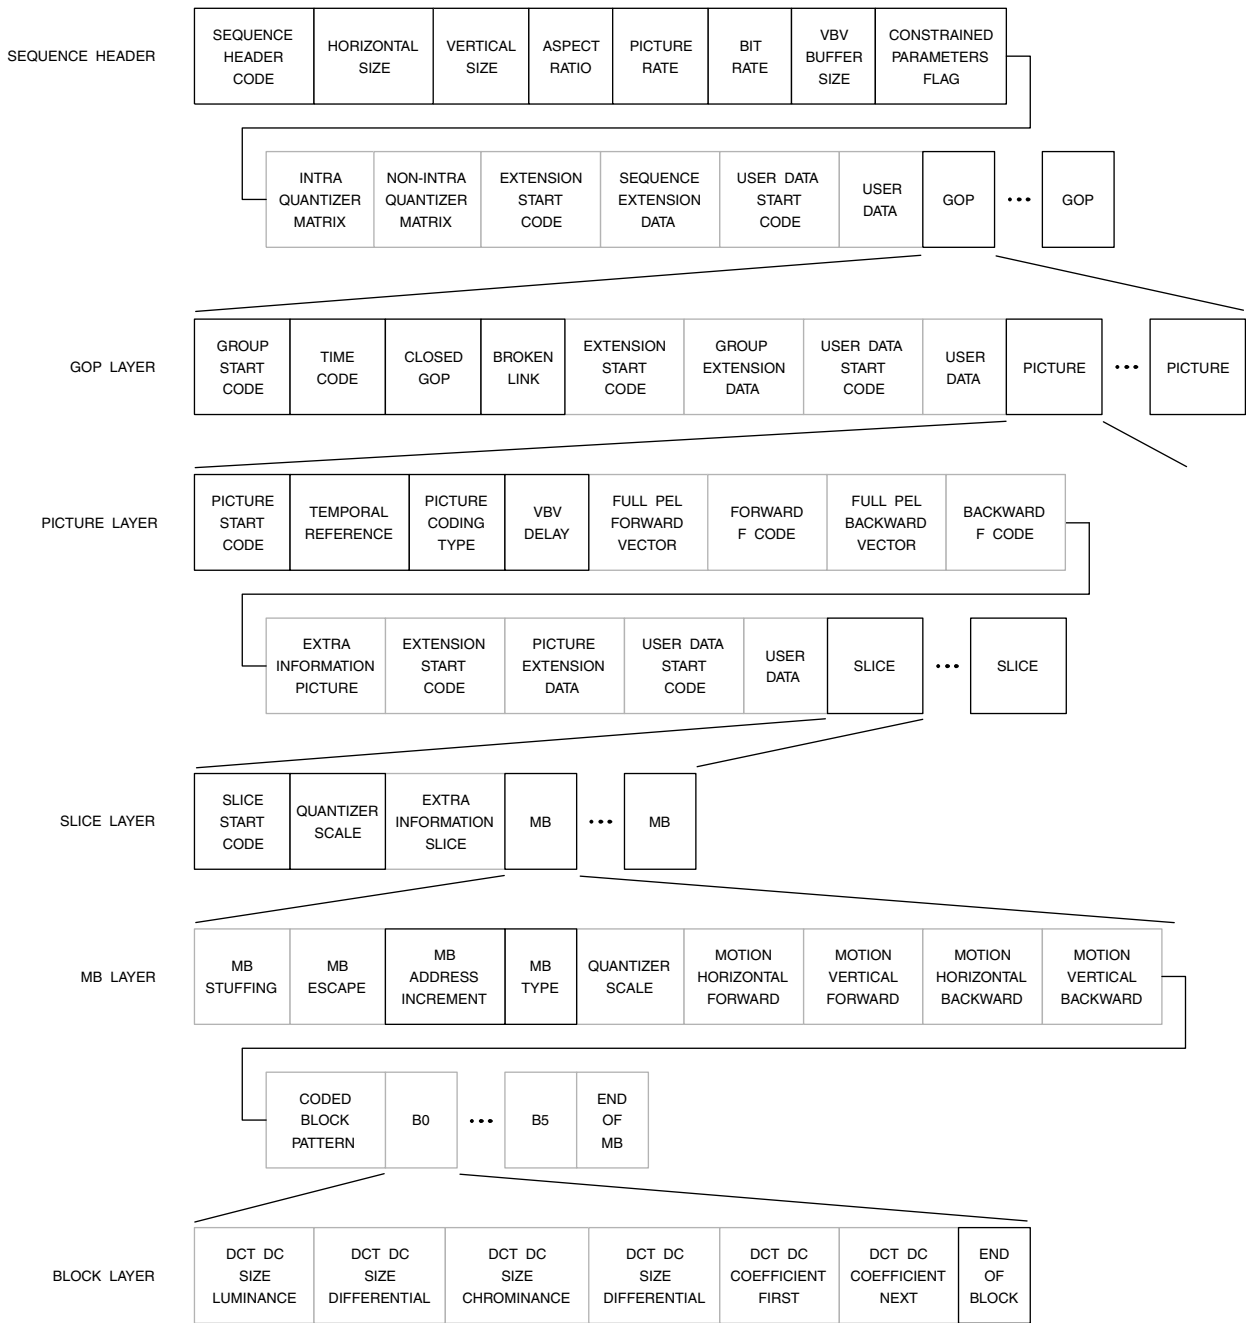 SEQUENCE HEADER
SEQUENCE
HEADER
CODE
HORIZONTAL
SIZE
VERTICAL
SIZE
ASPECT
RATIO
PICTURE
RATE
BIT
RATE
VBV
BUFFER
SIZE
CONSTRAINED
PARAMETERS
FLAG
INTRA
QUANTIZER
MATRIX
NON-INTRA
QUANTIZER
MATRIX
EXTENSION
START
CODE
SEQUENCE
EXTENSION
DATA
USER DATA
START
CODE
USER
DATA
GOP
•••
GOP
GOP LAYER
GROUP
START
CODE
TIME
CODE
CLOSED
GOP
BROKEN
LINK
EXTENSION
START
CODE
GROUP
EXTENSION
DATA
USER DATA
START
CODE
USER
DATA
PICTURE
•••
PICTURE
PICTURE LAYER
PICTURE
START
CODE
TEMPORAL
REFERENCE
PICTURE
CODING
TYPE
VBV
DELAY
FULL PEL
FORWARD
VECTOR
FORWARD
F CODE
FULL PEL
BACKWARD
VECTOR
BACKWARD
F CODE
EXTRA
INFORMATION
PICTURE
EXTENSION
START
CODE
PICTURE
EXTENSION
DATA
USER DATA
START
CODE
USER
DATA
SLICE
•••
SLICE
SLICE LAYER
SLICE
START
CODE
QUANTIZER
SCALE
EXTRA
INFORMATION
SLICE
MB
•••
MB
MB LAYER
MB
STUFFING
MB
ESCAPE
MB
ADDRESS
INCREMENT
MB
TYPE
QUANTIZER
SCALE
MOTION
HORIZONTAL
FORWARD
MOTION
VERTICAL
FORWARD
MOTION
HORIZONTAL
BACKWARD
MOTION
VERTICAL
BACKWARD
CODED
BLOCK
PATTERN
B0
•••
B5
END
OF
MB
BLOCK LAYER
DCT DC
SIZE
LUMINANCE
DCT DC
SIZE
DIFFERENTIAL
DCT DC
SIZE
CHROMINANCE
DCT DC
SIZE
DIFFERENTIAL
DCT DC
COEFFICIENT
FIRST
DCT DC
COEFFICIENT
NEXT
END
OF
BLOCK